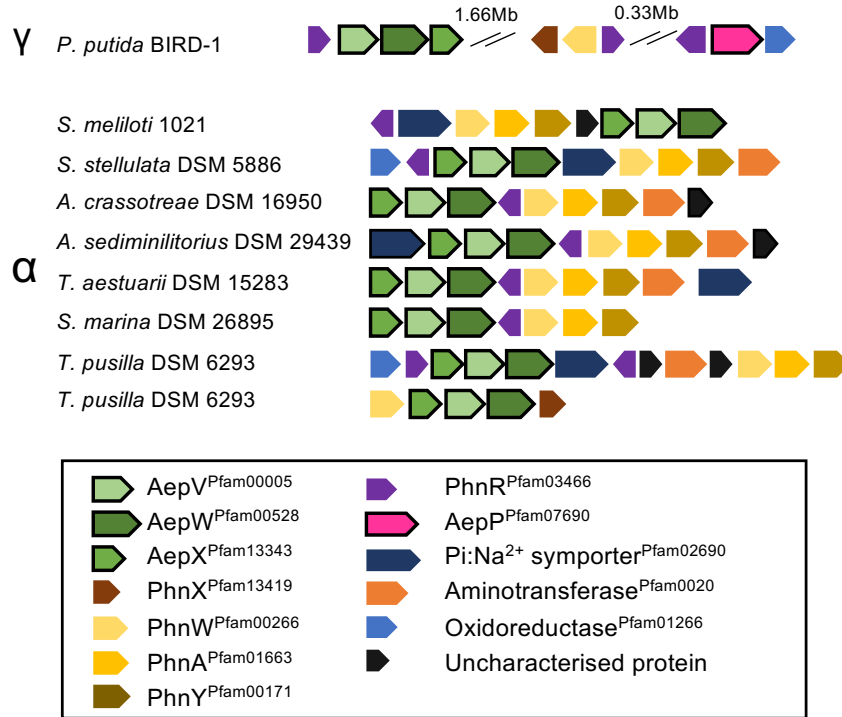 1.66Mb 0.33Mb
γ P. putida BIRD-1
S. meliloti 1021
S. stellulata DSM 5886
A. crassotreae DSM 16950
A. sediminilitorius DSM 29439
α
T. aestuarii DSM 15283
S. marina DSM 26895
T. pusilla DSM 6293
T. pusilla DSM 6293
AepV^Pfam00005 PhnR^Pfam03466
AepW^Pfam00528 AepP^Pfam07690
AepX^Pfam13343 Pi:Na²⁺ symporter^Pfam02690
PhnX^Pfam13419 Aminotransferase^Pfam0020
PhnW^Pfam00266 Oxidoreductase^Pfam01266
PhnA^Pfam01663 Uncharacterised protein
PhnY^Pfam00171